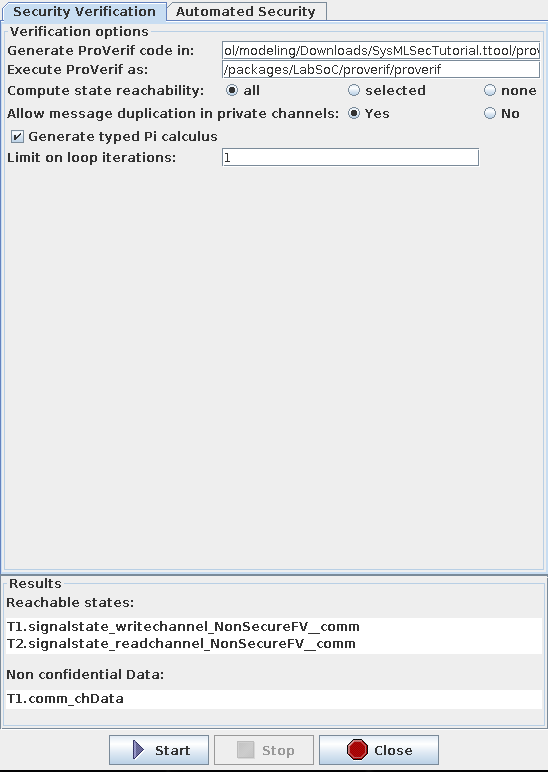 Security Verification Automated Security
Verification options
Generate ProVerif code in: ol/modeling/Downloads/SysMLSecTutorial.ttool/prov
Execute ProVerif as: /packages/LabSoC/proverif/proverif
Compute state reachability: all selected none
Allow message duplication in private channels: Yes No
Generate typed Pi calculus
Limit on loop iterations: 1
Results
Reachable states:
T1.signalstate_writechannel_NonSecureFV__comm
T2.signalstate_readchannel_NonSecureFV__comm
Non confidential Data:
T1.comm_chData
Start Stop Close